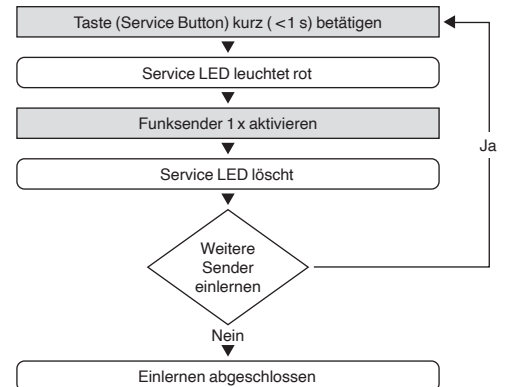 Taste (Service Button) kurz ( <1 s) betätigen
Service LED leuchtet rot
Funksender 1 x aktivieren
Ja
Service LED löscht
Weitere
Sender
einlernen
Nein
Einlernen abgeschlossen